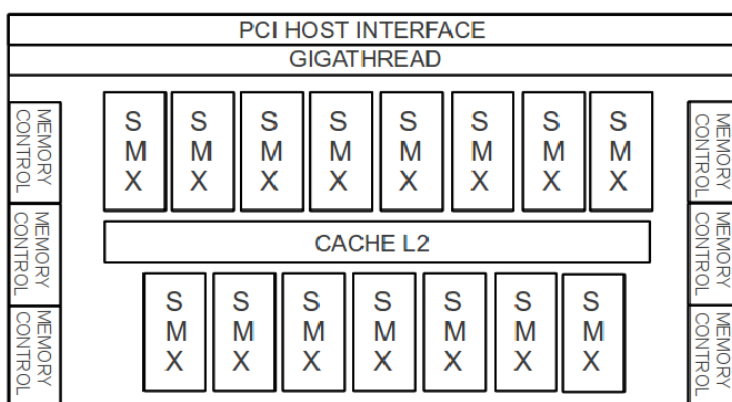 PCI HOST INTERFACE
GIGATHREAD
MEMORY
CONTROL
MEMORY
CONTROL
MEMORY
CONTROL
SMX
SMX
SMX
SMX
SMX
SMX
SMX
SMX
CACHE L2
SMX
SMX
SMX
SMX
SMX
SMX
SMX
MEMORY
CONTROL
MEMORY
CONTROL
MEMORY
CONTROL